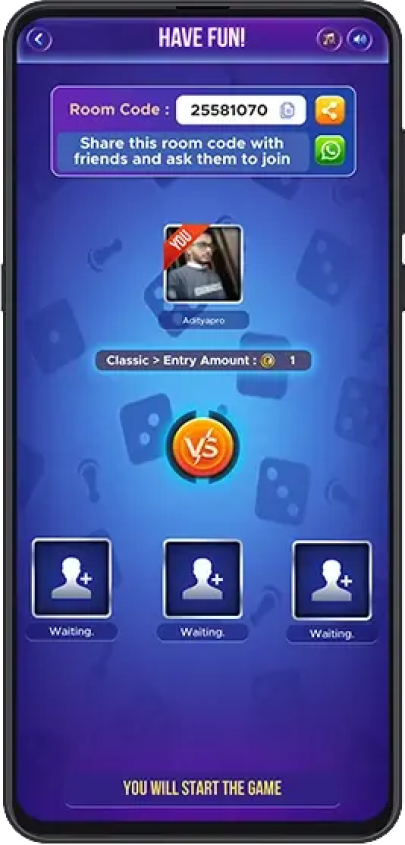 HAVE FUN!
Room Code : 25581070
Share this room code with
friends and ask them to join
YOU
Adityapro
Classic > Entry Amount : 1
VS
Waiting.
Waiting.
Waiting.
YOU WILL START THE GAME